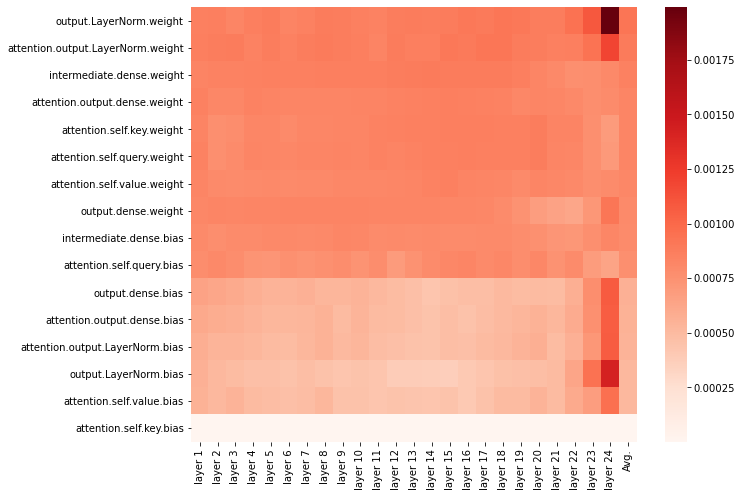 output.LayerNorm.weight
attention.output.LayerNorm.weight
intermediate.dense.weight
attention.output.dense.weight
attention.self.key.weight
attention.self.query.weight
attention.self.value.weight
output.dense.weight
intermediate.dense.bias
attention.self.query.bias
output.dense.bias
attention.output.dense.bias
attention.output.LayerNorm.bias
output.LayerNorm.bias
attention.self.value.bias
attention.self.key.bias
layer 1
layer 2
layer 3
layer 4
layer 5
layer 6
layer 7
layer 8
layer 9
layer 10
layer 11
layer 12
layer 13
layer 14
layer 15
layer 16
layer 17
layer 18
layer 19
layer 20
layer 21
layer 22
layer 23
layer 24
Avg.
0.00175
0.00150
0.00125
0.00100
0.00075
0.00050
0.00025